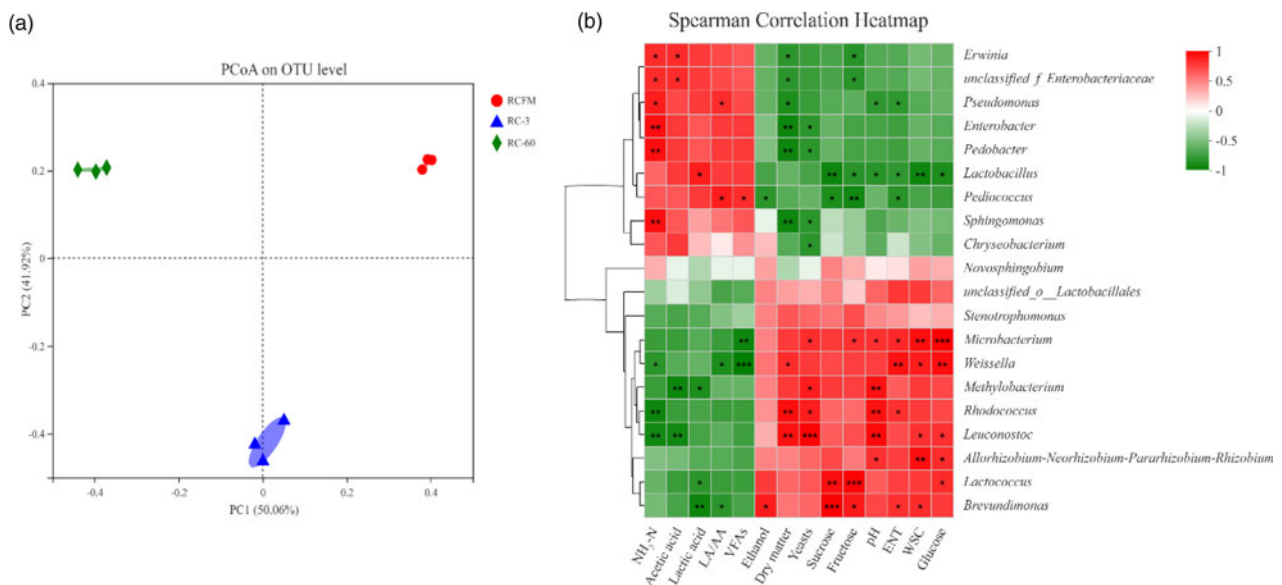 (a)
PCoA on OTU level
0.4
0.2
0
-0.2
-0.4
PC2 (41.92%)
-0.4
-0.2
0
0.2
0.4
PC1 (50.06%)
RCFM
RC-3
RC-60
(b)
Spearman Correlation Heatmap
Erwinia
unclassified_f_Enterobacteriaceae
Pseudomonas
Enterobacter
Pedobacter
Lactobacillus
Pediococcus
Sphingomonas
Chryseobacterium
Novosphingobium
unclassified_o__Lactobacillales
Stenotrophomonas
Microbacterium
Weissella
Methylobacterium
Rhodococcus
Leuconostoc
Allorhizobium-Neorhizobium-Pararhizobium-Rhizobium
Lactococcus
Brevundimonas
NH₃-N
Acetic acid
Lactic acid
LA/AA
VFAs
Ethanol
Dry matter
Yeasts
Sucrose
Fructose
pH
ENT
WSC
Glucose
1
0.5
0
-0.5
-1